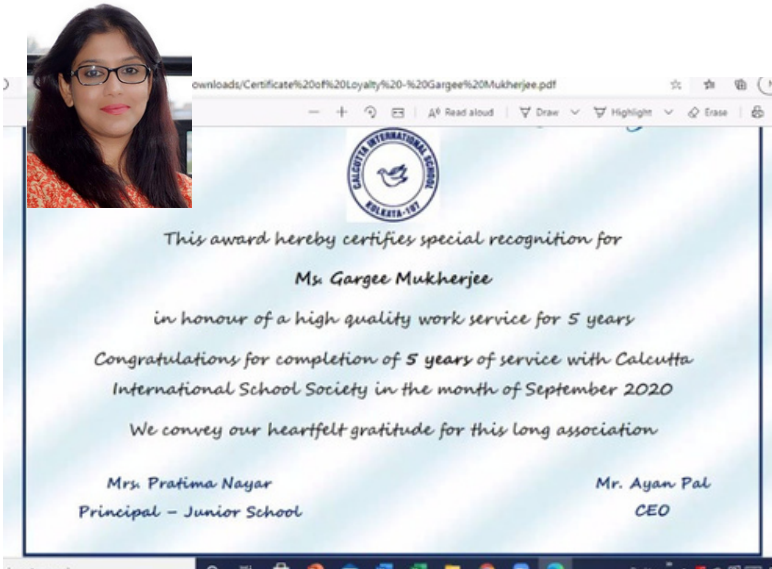 ownloads/Certificate%20of%20Loyalty%20-%20Gargee%20Mukherjee.pdf
Read aloud Draw Highlight Erase
CALCUTTA INTERNATIONAL SCHOOL
KOLKATA-107
This award hereby certifies special recognition for
Ms. Gargee Mukherjee
in honour of a high quality work service for 5 years
Congratulations for completion of 5 years of service with Calcutta
International School Society in the month of September 2020
We convey our heartfelt gratitude for this long association
Mrs. Pratima Nayar
Mr. Ayan Pal
Principal – Junior School
CEO